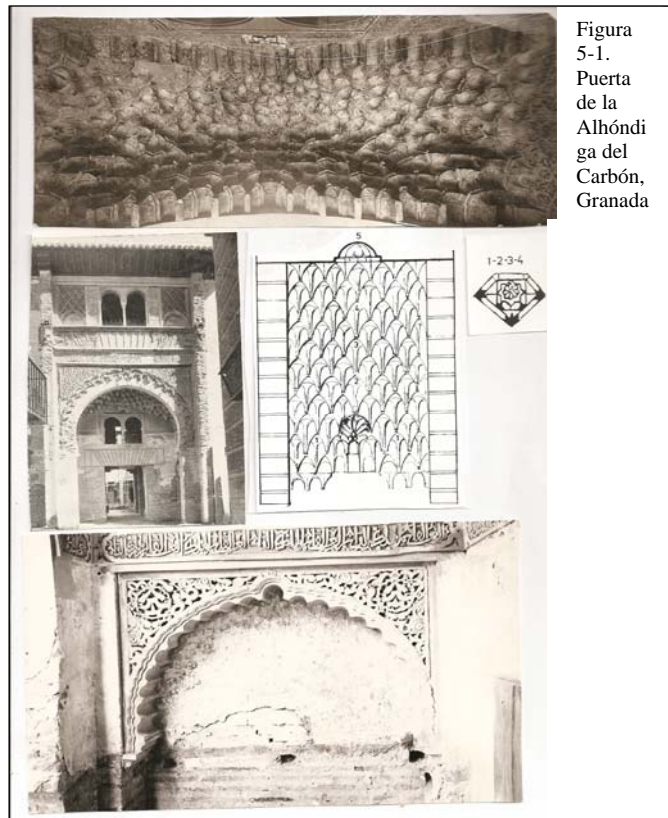 Figura
5-1.
Puerta
de la
Alhóndi
ga del
Carbón,
Granada
5
1-2-3-4